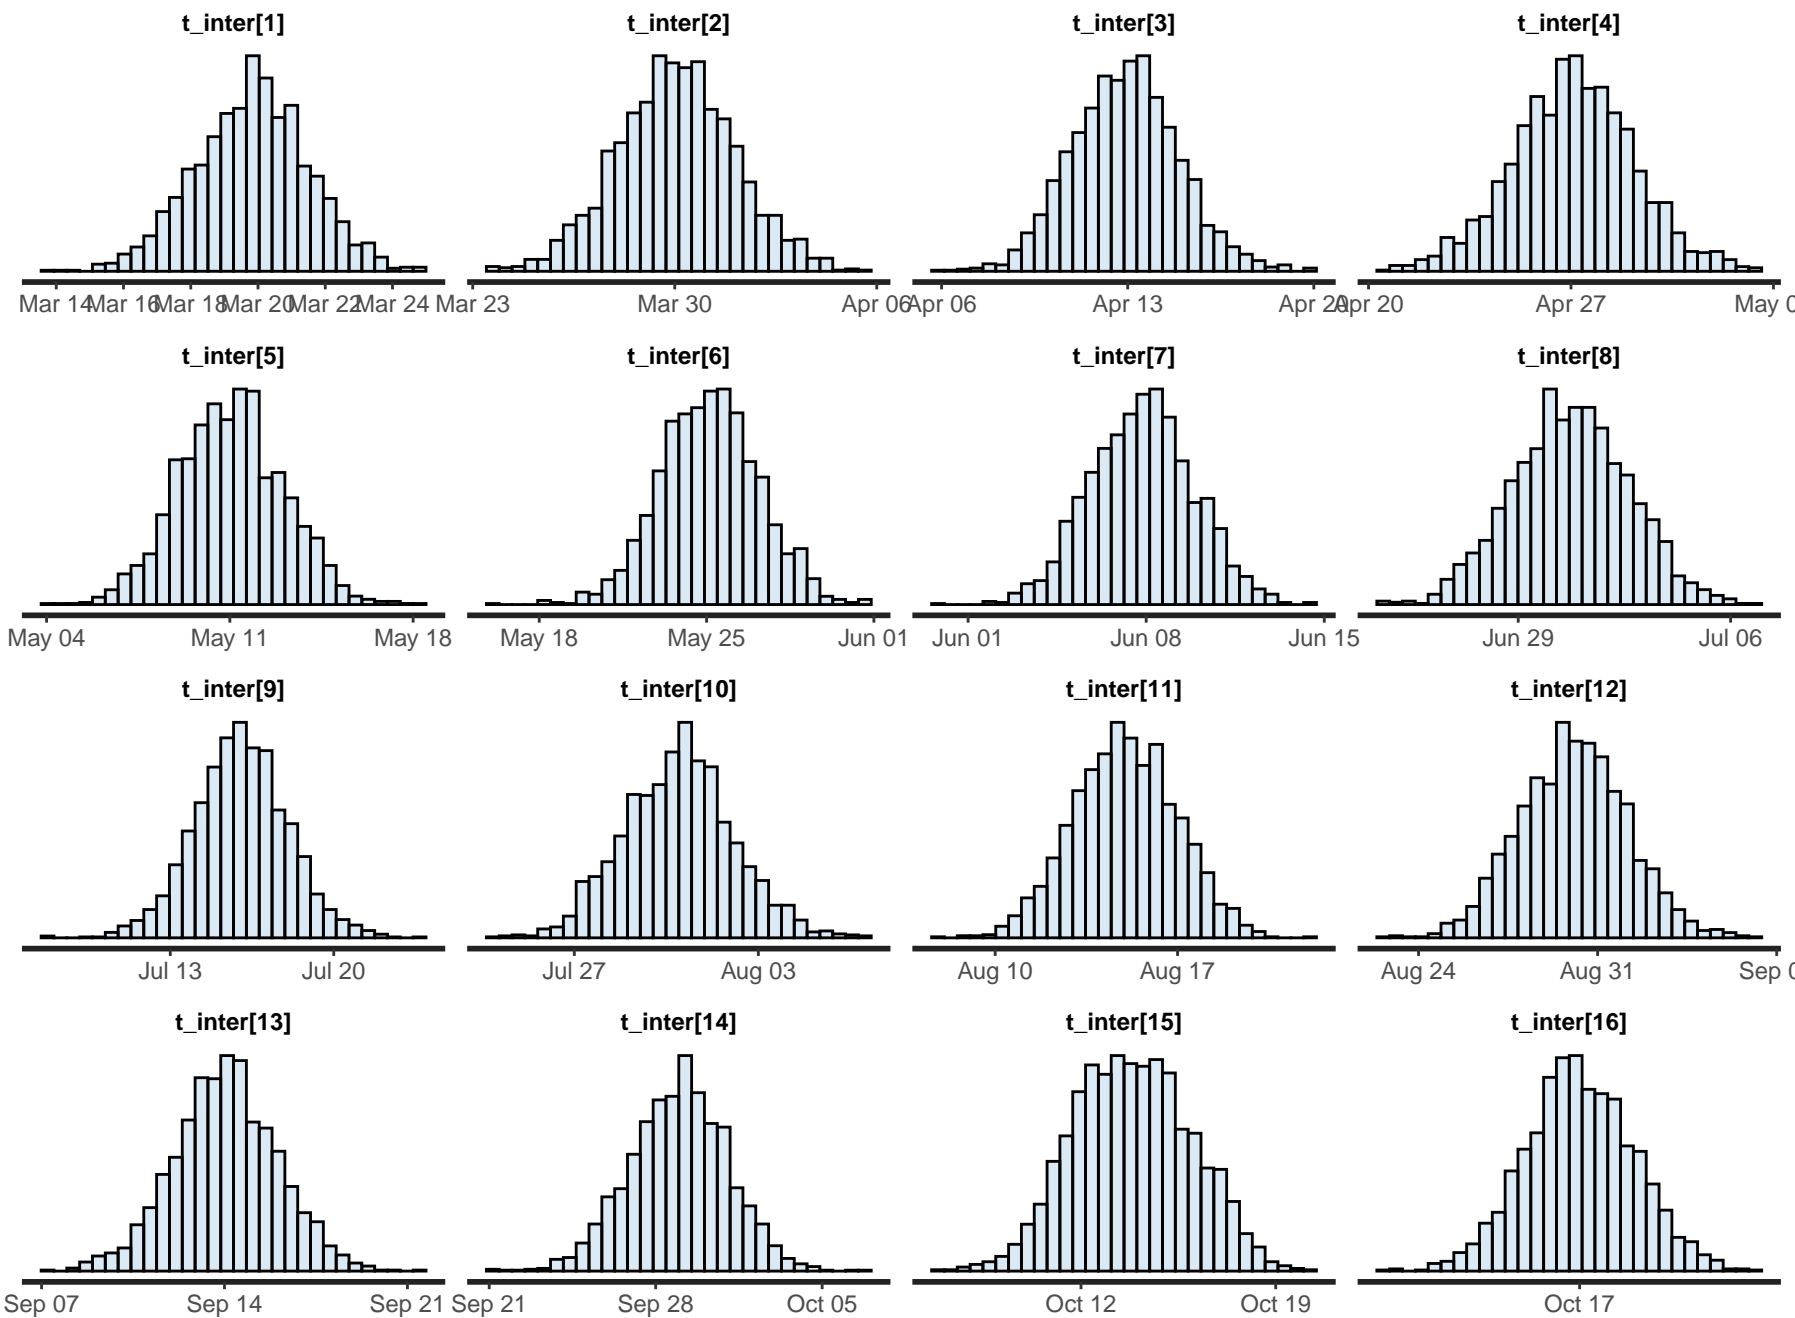 t_inter[1] t_inter[2] t_inter[3] t_inter[4]
Mar 14 Mar 16 Mar 18 Mar 20 Mar 22 Mar 24 Mar 23 Mar 30 Apr 06 Apr 06 Apr 13 Apr 20 Apr 20 Apr 27 May 0
t_inter[5] t_inter[6] t_inter[7] t_inter[8]
May 04 May 11 May 18 May 18 May 25 Jun 01 Jun 01 Jun 08 Jun 15 Jun 29 Jul 06
t_inter[9] t_inter[10] t_inter[11] t_inter[12]
Jul 13 Jul 20 Jul 27 Aug 03 Aug 10 Aug 17 Aug 24 Aug 31 Sep 0
t_inter[13] t_inter[14] t_inter[15] t_inter[16]
Sep 07 Sep 14 Sep 21 Sep 21 Sep 28 Oct 05 Oct 12 Oct 19 Oct 17